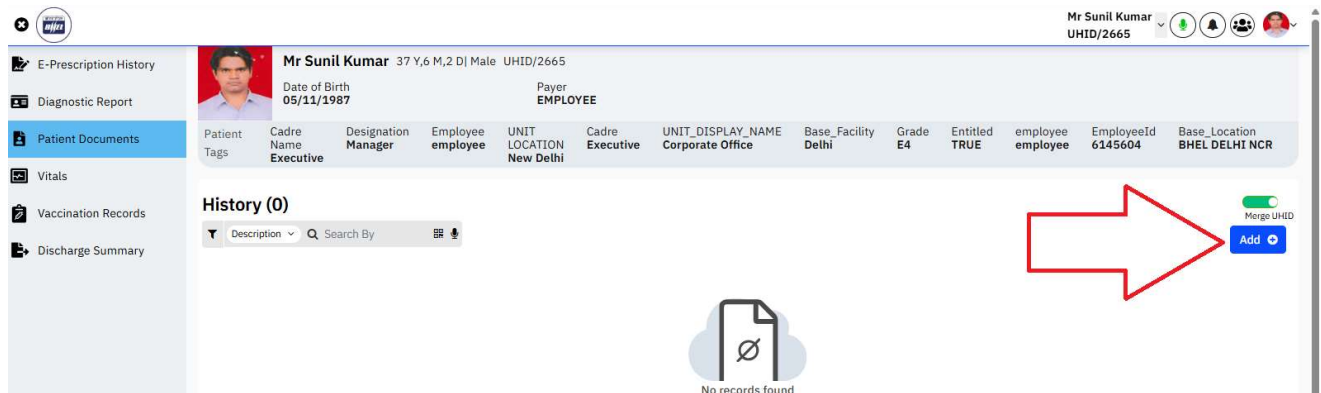 Mr Sunil Kumar
UHID/2665
E-Prescription History
Diagnostic Report
Patient Documents
Vitals
Vaccination Records
Discharge Summary
Mr Sunil Kumar 37 Y,6 M,2 D| Male UHID/2665
Date of Birth Payer
05/11/1987 EMPLOYEE
Patient Cadre Designation Employee UNIT Cadre UNIT_DISPLAY_NAME Base_Facility Grade Entitled employee EmployeeId Base_Location
Tags Name Manager employee LOCATION Executive Corporate Office Delhi E4 TRUE employee 6145604 BHEL DELHI NCR
Executive New Delhi
History (0)
Merge UHID
Description Search By
Add
No records found